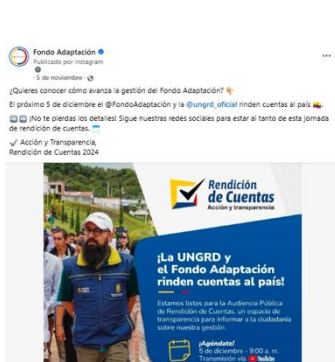 Fondo Adaptación
Publicado por Instagram
· 5 de noviembre ·
¿Quieres conocer cómo avanza la gestión del Fondo Adaptación?
El próximo 5 de diciembre el @FondoAdaptación y la @ungrd_oficial rinden cuentas al país
¡No te pierdas los detalles! Sigue nuestras redes sociales para estar al tanto de esta jornada
de rendición de cuentas.
Acción y Transparencia,
Rendición de Cuentas 2024
Rendición
de Cuentas
Acción y transparencia
¡La UNGRD y
el Fondo Adaptación
rinden cuentas al país!
Estamos listos para la Audiencia Pública
de Rendición de Cuentas, un espacio de
transparencia para informar a la ciudadanía
sobre nuestra gestión.
¡Agéndate!
5 de diciembre - 9:00 a. m.
Transmisión vía YouTube